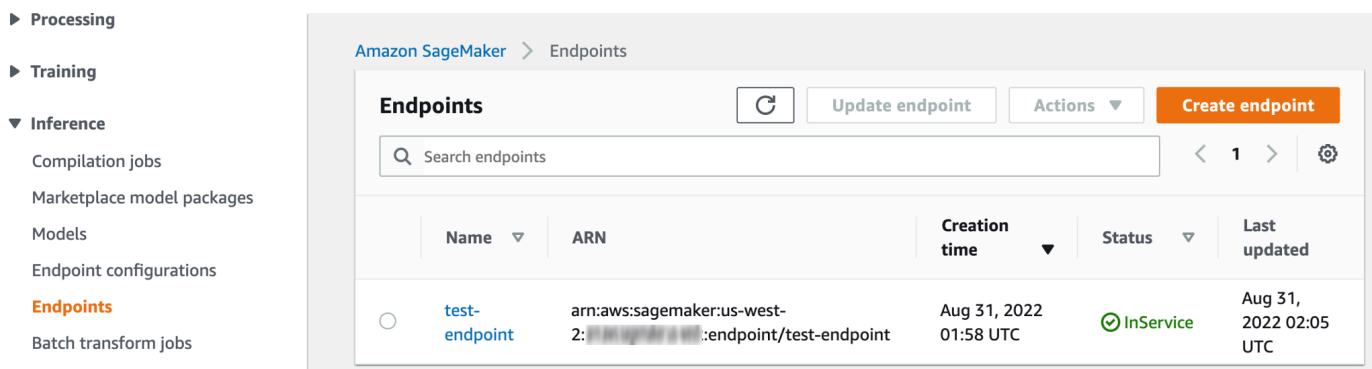 Processing
Training
Inference
Compilation jobs
Marketplace model packages
Models
Endpoint configurations
Endpoints
Batch transform jobs
Amazon SageMaker > Endpoints
Endpoints
Update endpoint
Actions
Create endpoint
Search endpoints
1
Name
ARN
Creation
time
Status
Last
updated
test-
endpoint
arn:aws:sagemaker:us-west-
2: :endpoint/test-endpoint
Aug 31, 2022
01:58 UTC
InService
Aug 31,
2022 02:05
UTC